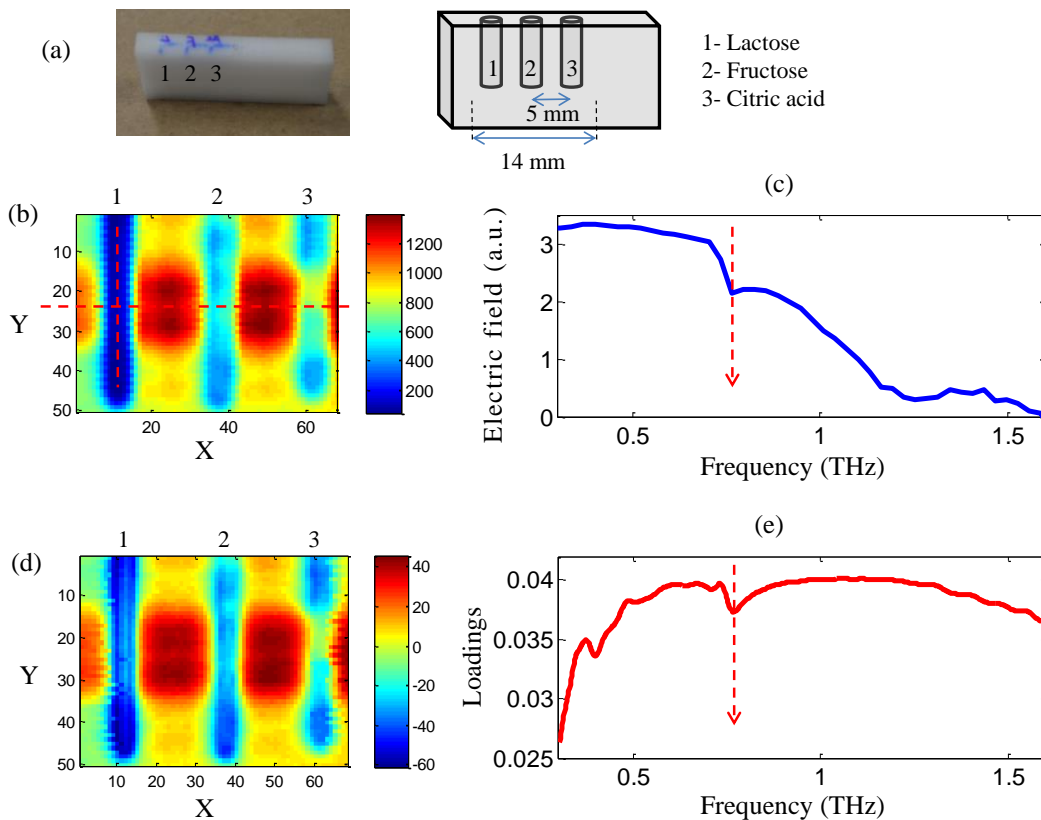 (a)
1 2 3
1 2 3
5 mm
14 mm
1- Lactose
2- Fructose
3- Citric acid
(b)
1 2 3
10
20
30
40
50
Y
20 40 60
X
1200
1000
800
600
400
200
(c)
Electric field (a.u.)
3
2
1
0
0.5 1 1.5
Frequency (THz)
(d)
1 2 3
10
20
30
40
50
Y
10 20 30 40 50 60
X
40
20
0
-20
-40
-60
(e)
Loadings
0.04
0.035
0.03
0.025
0.5 1 1.5
Frequency (THz)